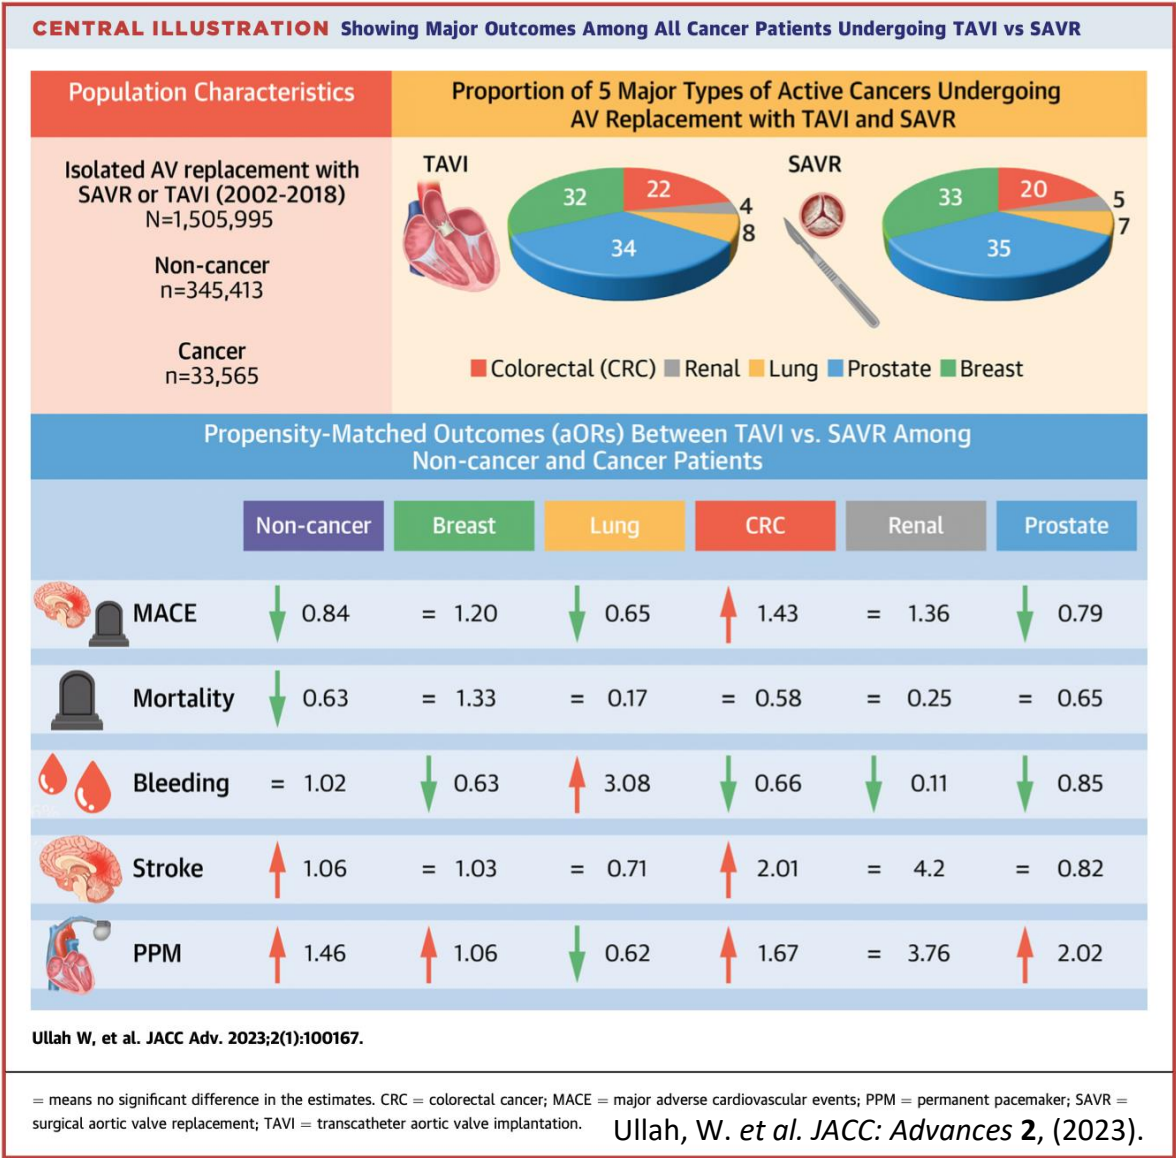 CENTRAL ILLUSTRATION Showing Major Outcomes Among All Cancer Patients Undergoing TAVI vs SAVR
Population Characteristics
Isolated AV replacement with
SAVR or TAVI (2002-2018)
N=1,505,995
Non-cancer
n=345,413
Cancer
n=33,565
Proportion of 5 Major Types of Active Cancers Undergoing
AV Replacement with TAVI and SAVR
TAVI
32
22
4
8
34
SAVR
33
20
5
7
35
Colorectal (CRC) Renal Lung Prostate Breast
Propensity-Matched Outcomes (aORs) Between TAVI vs. SAVR Among
Non-cancer and Cancer Patients
Non-cancer Breast Lung CRC Renal Prostate
MACE ↓ 0.84 = 1.20 ↓ 0.65 ↑ 1.43 = 1.36 ↓ 0.79
Mortality ↓ 0.63 = 1.33 = 0.17 = 0.58 = 0.25 = 0.65
Bleeding = 1.02 ↓ 0.63 ↑ 3.08 ↓ 0.66 ↓ 0.11 ↓ 0.85
Stroke ↑ 1.06 = 1.03 = 0.71 ↑ 2.01 = 4.2 = 0.82
PPM ↑ 1.46 ↑ 1.06 ↓ 0.62 ↑ 1.67 = 3.76 ↑ 2.02
Ullah W, et al. JACC Adv. 2023;2(1):100167.
= means no significant difference in the estimates. CRC = colorectal cancer; MACE = major adverse cardiovascular events; PPM = permanent pacemaker; SAVR =
surgical aortic valve replacement; TAVI = transcatheter aortic valve implantation.
Ullah, W. et al. JACC: Advances 2, (2023).